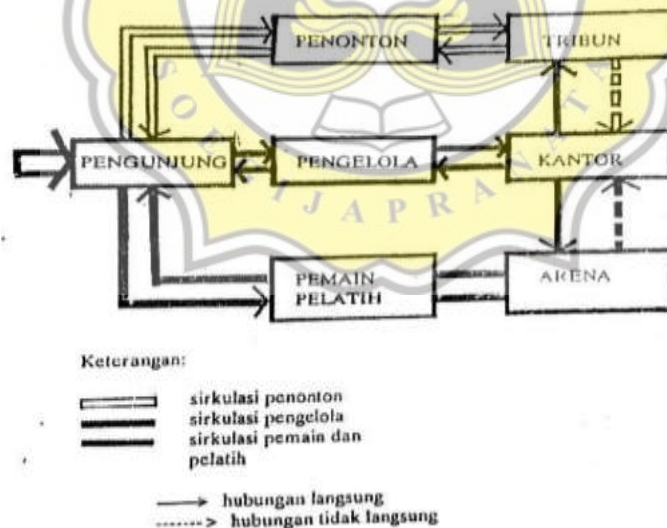 PENONTON
TRIBUN
PENGUNJUNG
PENGELOLA
KANTOR
PEMAIN
PELATIH
ARENA
Keterangan:
sirkulasi penonton
sirkulasi pengelola
sirkulasi pemain dan
pelatih
hubungan langsung
hubungan tidak langsung